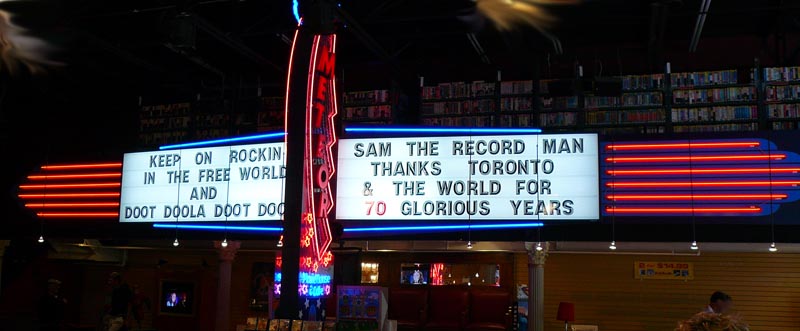 KEEP ON ROCKIN
IN THE FREE WORLD
AND
DOOT DOOLA DOOT DOO
METEOR
SAM THE RECORD MAN
THANKS TORONTO
& THE WORLD FOR
70 GLORIOUS YEARS